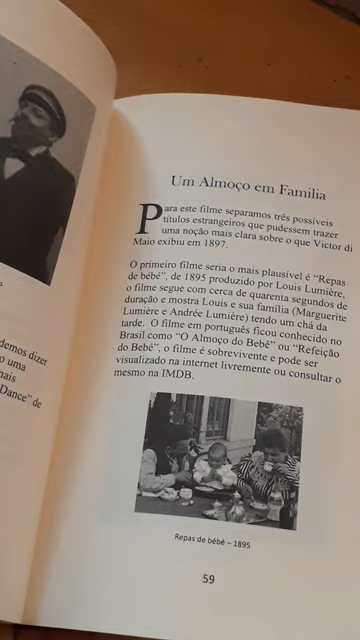 demos dizer
o uma
nais
Dance" de
Um Almoço em Familia
Para este filme separamos três possíveis
títulos estrangeiros que pudessem trazer
uma noção mais clara sobre o que Victor di
Maio exibiu em 1897.
O primeiro filme seria o mais plausível é "Repas
de bébé", de 1895 produzido por Louis Lumière,
o filme segue com cerca de quarenta segundos de
duração e mostra Louis e sua família (Marguerite
Lumière e Andrée Lumière) tendo um chá da
tarde. O filme em português ficou conhecido no
Brasil como "O Almoço do Bebê" ou "Refeição
do Bebê", o filme é sobrevivente e pode ser
visualizado na internet livremente ou consultar o
mesmo na IMDB.
Repas de bébé – 1895
59